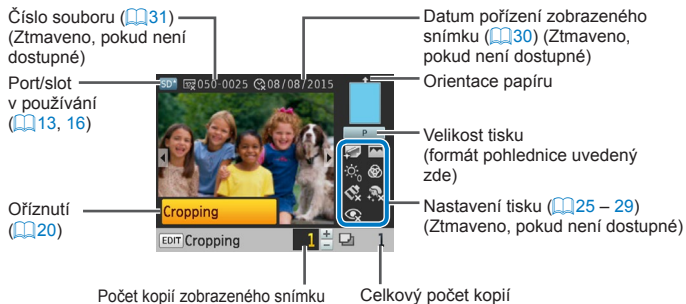 Číslo souboru (31)
(Ztmaveno, pokud není
dostupné)
Port/slot
v používání
(13, 16)
Oříznutí
(20)
SD
050-0025 08/08/2015
P
Cropping
EDIT Cropping
1 + - 1
Datum pořízení zobrazeného
snímku (30) (Ztmaveno,
pokud není dostupné)
Orientace papíru
Velikost tisku
(formát pohlednice uvedený
zde)
Nastavení tisku (25 – 29)
(Ztmaveno, pokud není dostupné)
Počet kopií zobrazeného snímku
Celkový počet kopií